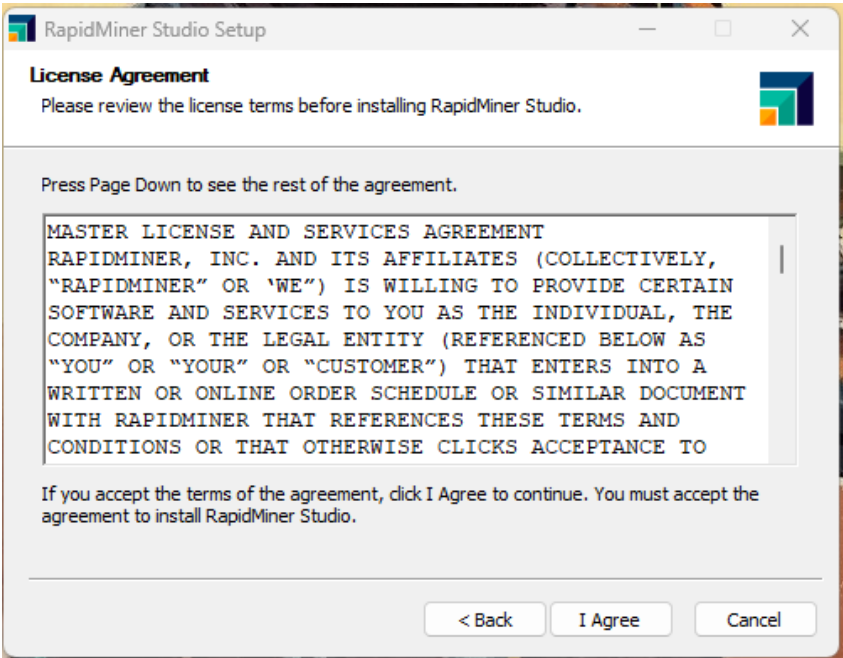 RapidMiner Studio Setup
License Agreement
Please review the license terms before installing RapidMiner Studio.
Press Page Down to see the rest of the agreement.
MASTER LICENSE AND SERVICES AGREEMENT
RAPIDMINER, INC. AND ITS AFFILIATES (COLLECTIVELY,
“RAPIDMINER” OR ‘WE”) IS WILLING TO PROVIDE CERTAIN
SOFTWARE AND SERVICES TO YOU AS THE INDIVIDUAL, THE
COMPANY, OR THE LEGAL ENTITY (REFERENCED BELOW AS
“YOU” OR “YOUR” OR “CUSTOMER”) THAT ENTERS INTO A
WRITTEN OR ONLINE ORDER SCHEDULE OR SIMILAR DOCUMENT
WITH RAPIDMINER THAT REFERENCES THESE TERMS AND
CONDITIONS OR THAT OTHERWISE CLICKS ACCEPTANCE TO
If you accept the terms of the agreement, click I Agree to continue. You must accept the
agreement to install RapidMiner Studio.
< Back I Agree Cancel